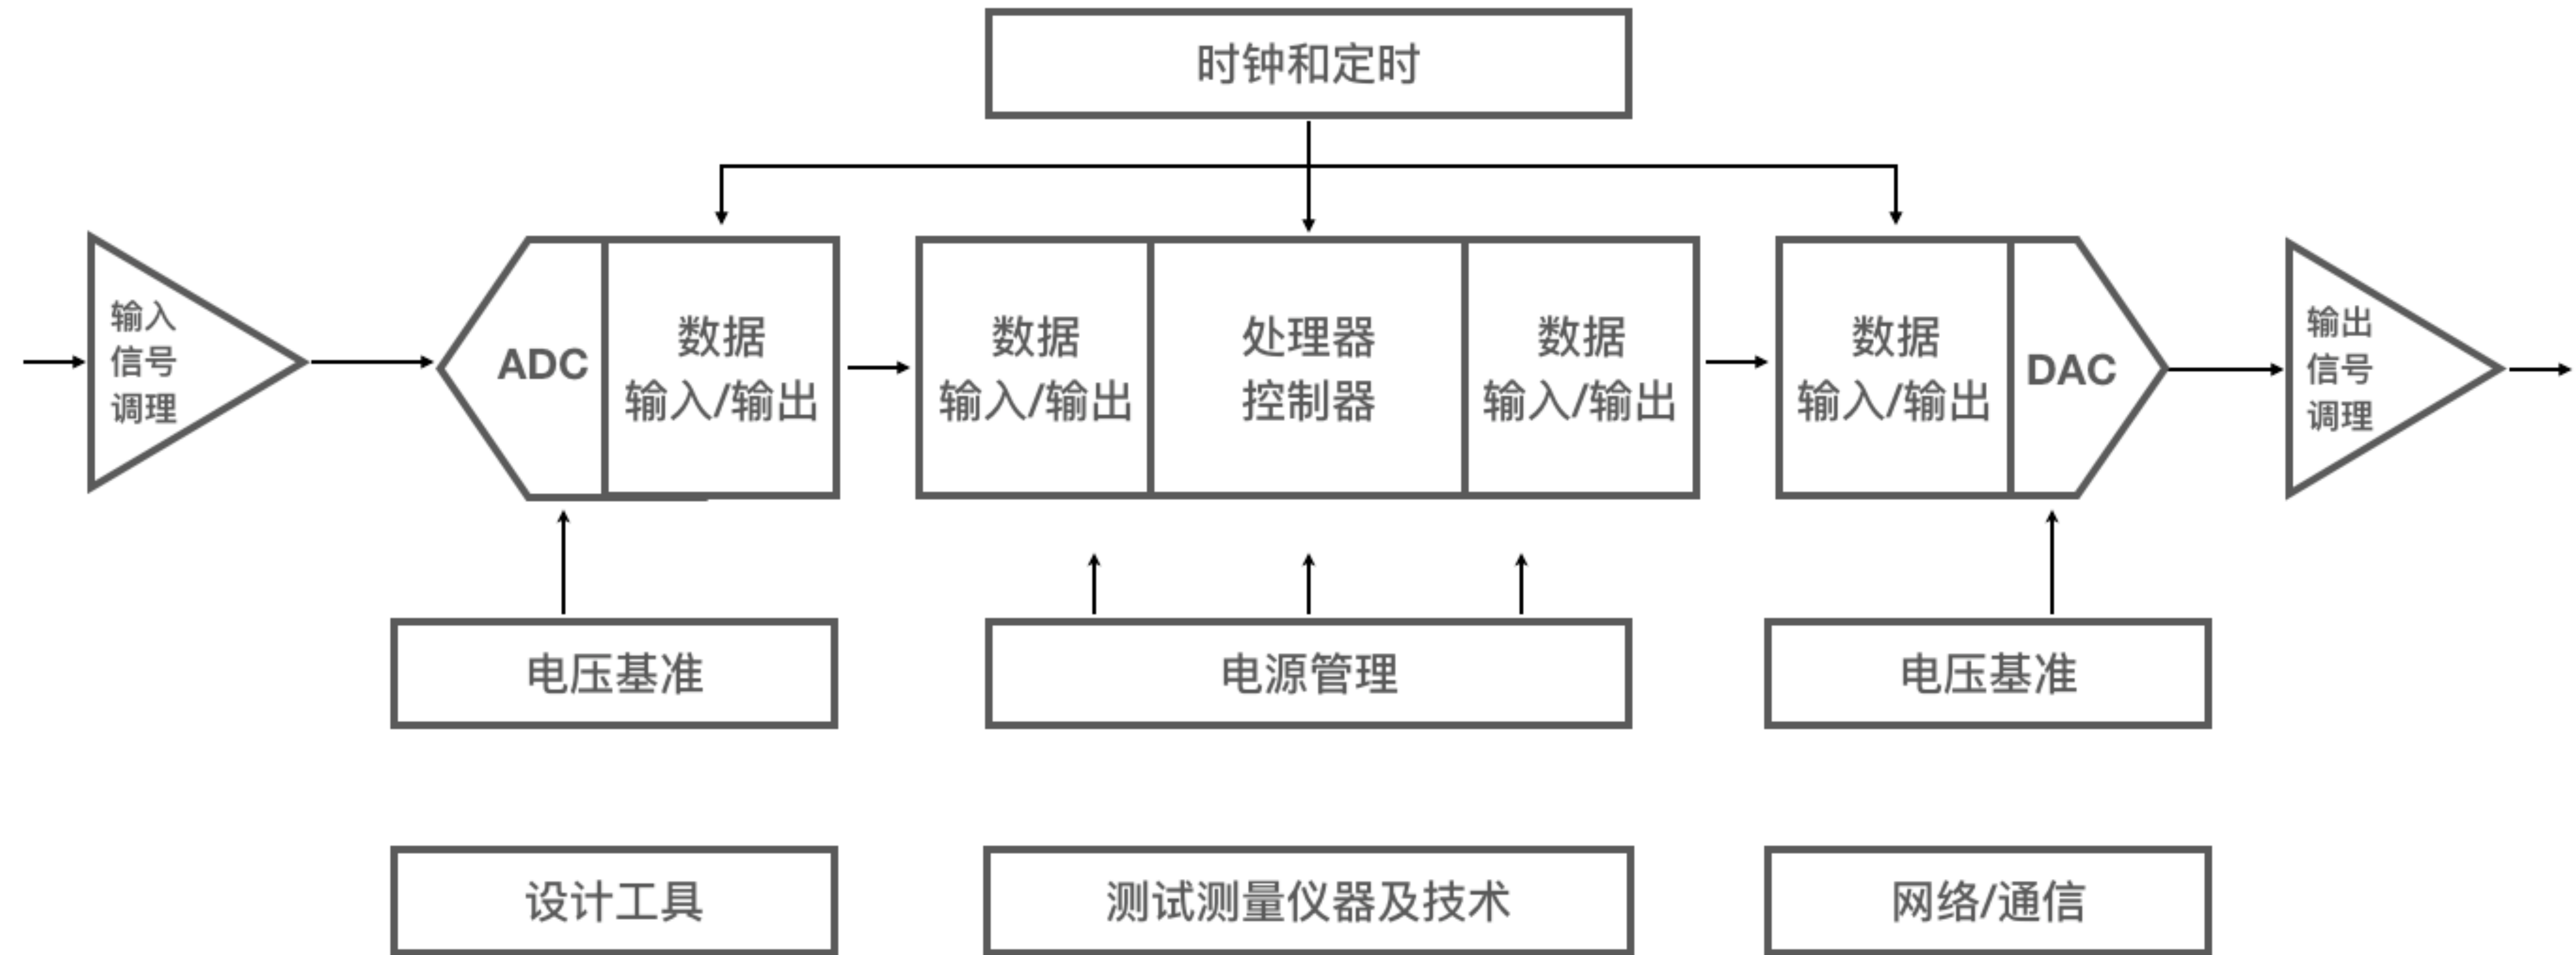 时钟和定时
输入
信号
调理
ADC
数据
输入/输出
数据
输入/输出
处理器
控制器
数据
输入/输出
数据
输入/输出
DAC
输出
信号
调理
电压基准
电源管理
电压基准
设计工具
测试测量仪器及技术
网络/通信